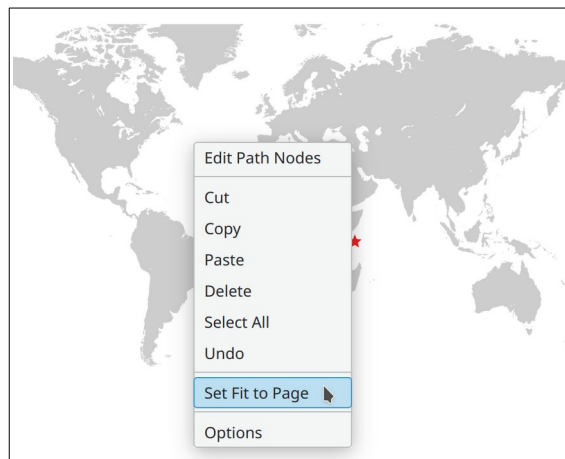 Edit Path Nodes
Cut
Copy
Paste
Delete
Select All
Undo
Set Fit to Page
Options